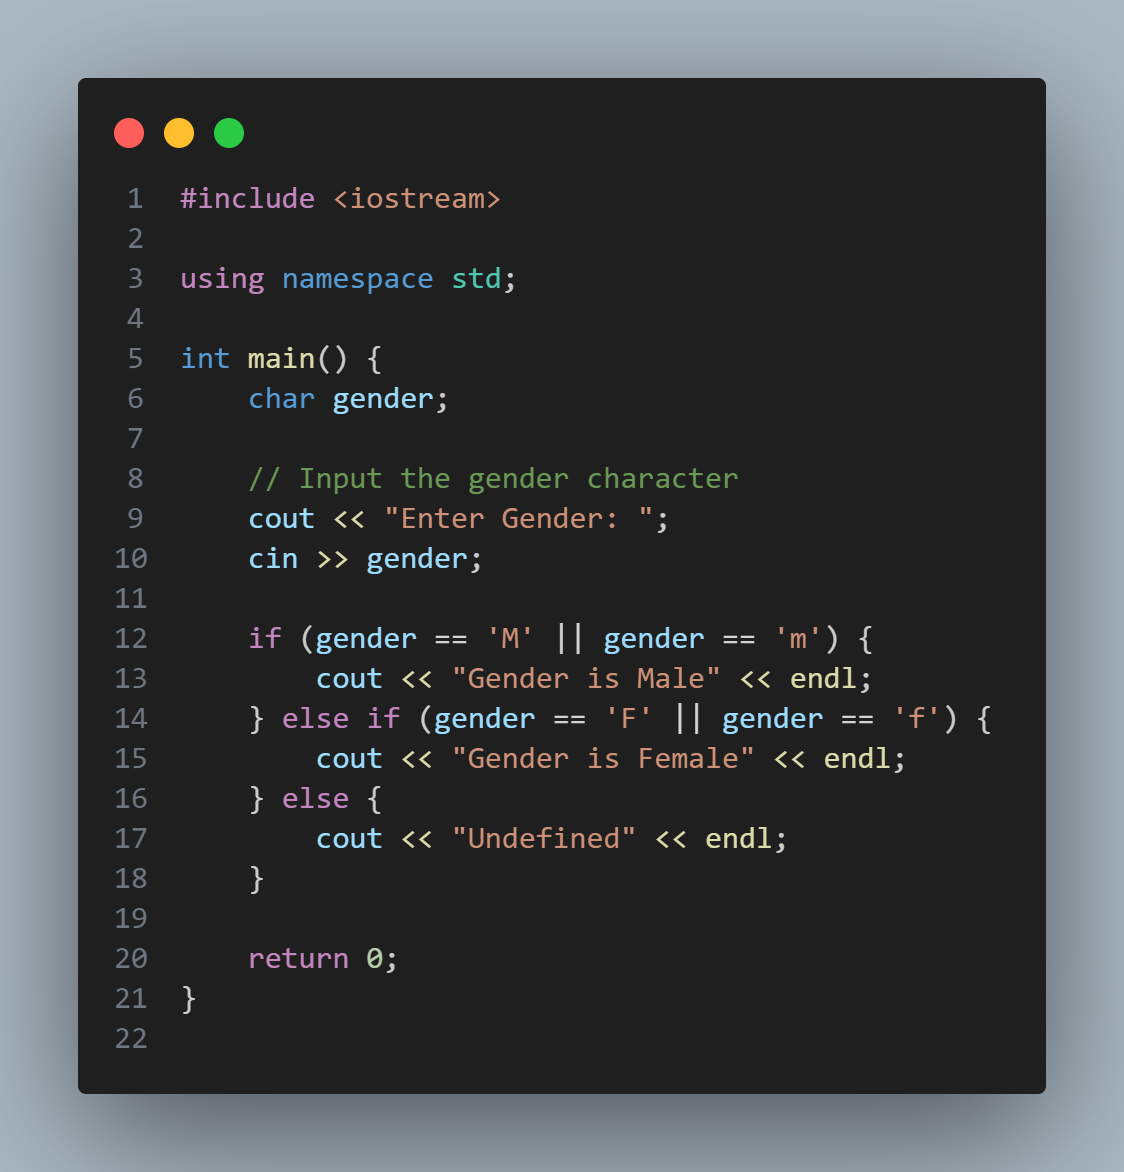 1 #include <iostream>
2
3 using namespace std;
4
5 int main() {
6     char gender;
7
8     // Input the gender character
9     cout << "Enter Gender: ";
10     cin >> gender;
11
12     if (gender == 'M' || gender == 'm') {
13         cout << "Gender is Male" << endl;
14     } else if (gender == 'F' || gender == 'f') {
15         cout << "Gender is Female" << endl;
16     } else {
17         cout << "Undefined" << endl;
18     }
19
20     return 0;
21 }
22